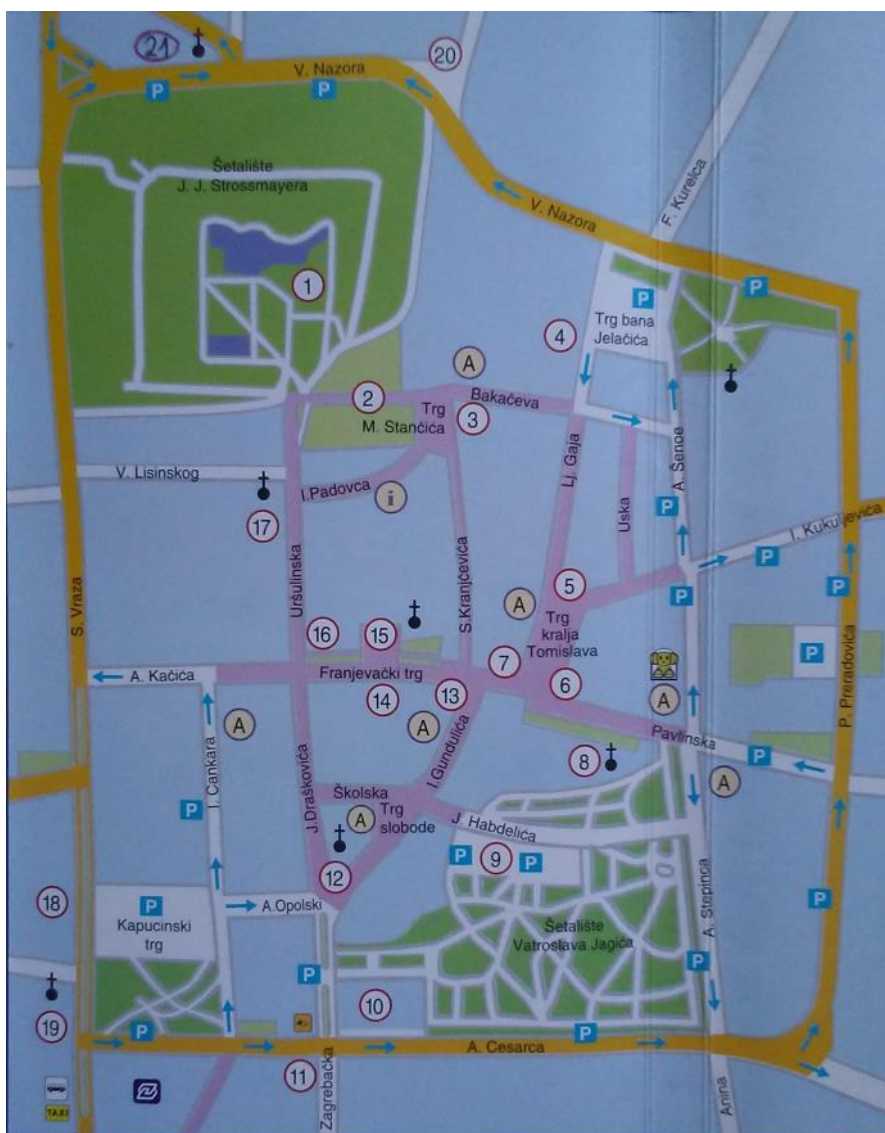 21
20
V. Nazora
P
P
Šetalište
J. J. Strossmayera
F. Kurelca
V. Nazora
1
P
P
4
Trg bana
Jelačića
A
2
Bakačeva
Trg
M. Stančića
3
V. Lisinskog
I.Padovca
i
17
Lj. Gaja
Uska
A. Šenoe
P
I. Kukuljevića
P
S. Vraza
Uršulinska
S.Kranjčevića
5
A
P
P
16
15
Trg
kralja
Tomislava
7
6
P
A. Kačića
Franjevački trg
14
13
A
A
A
Pavlinska
P. Preradovića
8
P
A
I. Cankara
J.Draškovića
I.Gundulića
Školska
Trg
slobode
A
P
J. Habdelića
P
9
P
12
18
P
A.Opolski
Kapucinski
trg
Šetalište
Vatroslava Jagića
A. Stepinca
P
P
P
10
19
P
P
A. Cesarca
11
Zagrebačka
Anina
TAXI